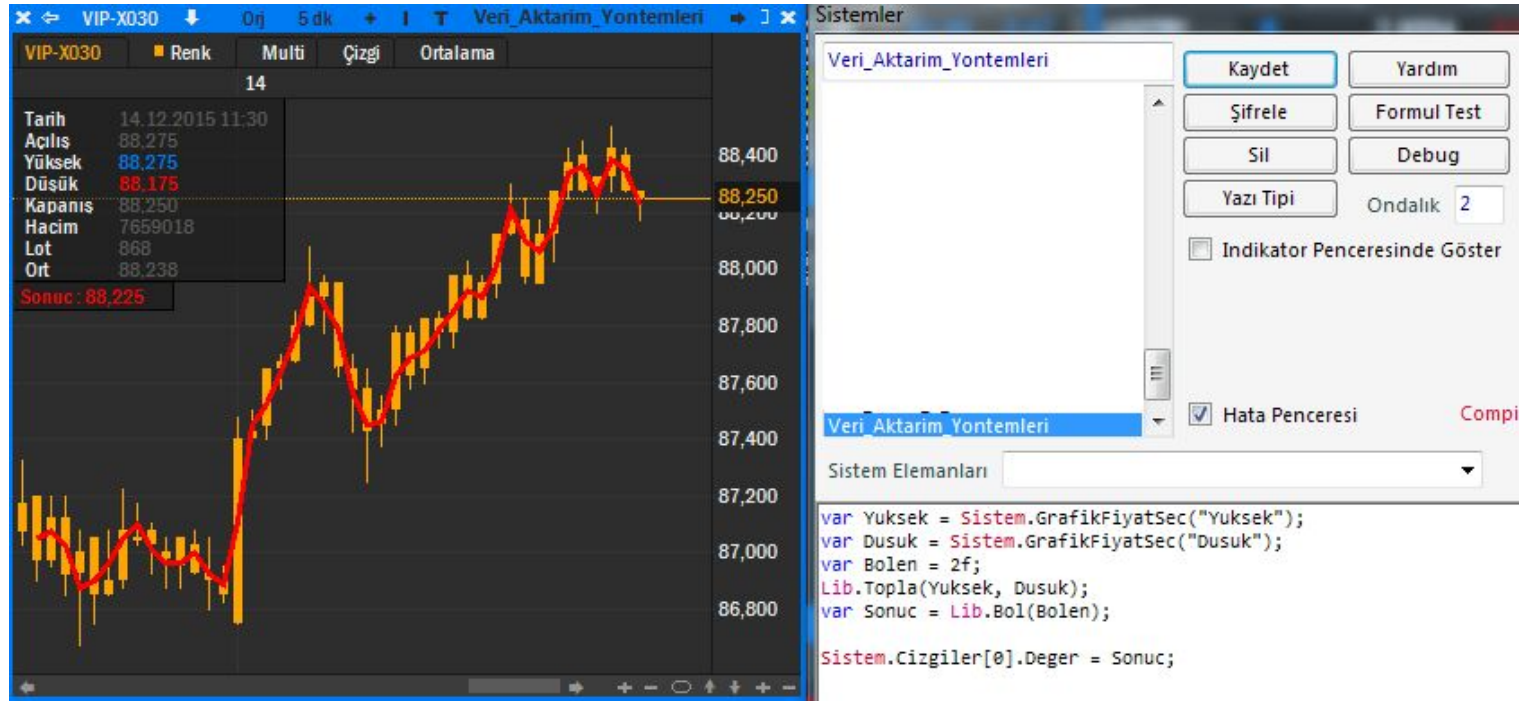 VIP-X030 Orj 5 dk + I T Veri_Aktarim_Yontemleri
VIP-X030 Renk Multi Çizgi Ortalama
14
Tarih 14.12.2015 11:30
Açılış 88,275
Yüksek 88,275
Düşük 88,175
Kapanış 88,250
Hacim 7659018
Lot 868
Ort 88,238
Sonuc : 88,225
88,400
88,250
88,200
88,000
87,800
87,600
87,400
87,200
87,000
86,800
Sistemler
Veri_Aktarim_Yontemleri
Kaydet Yardım
Şifrele Formul Test
Sil Debug
Yazı Tipi Ondalık 2
Indikator Penceresinde Göster
Hata Penceresi Compi
Veri_Aktarim_Yontemleri
Sistem Elemanları
var Yuksek = Sistem.GrafikFiyatSec("Yuksek");
var Dusuk = Sistem.GrafikFiyatSec("Dusuk");
var Bolen = 2f;
Lib.Topla(Yuksek, Dusuk);
var Sonuc = Lib.Bol(Bolen);
Sistem.Cizgiler[0].Deger = Sonuc;